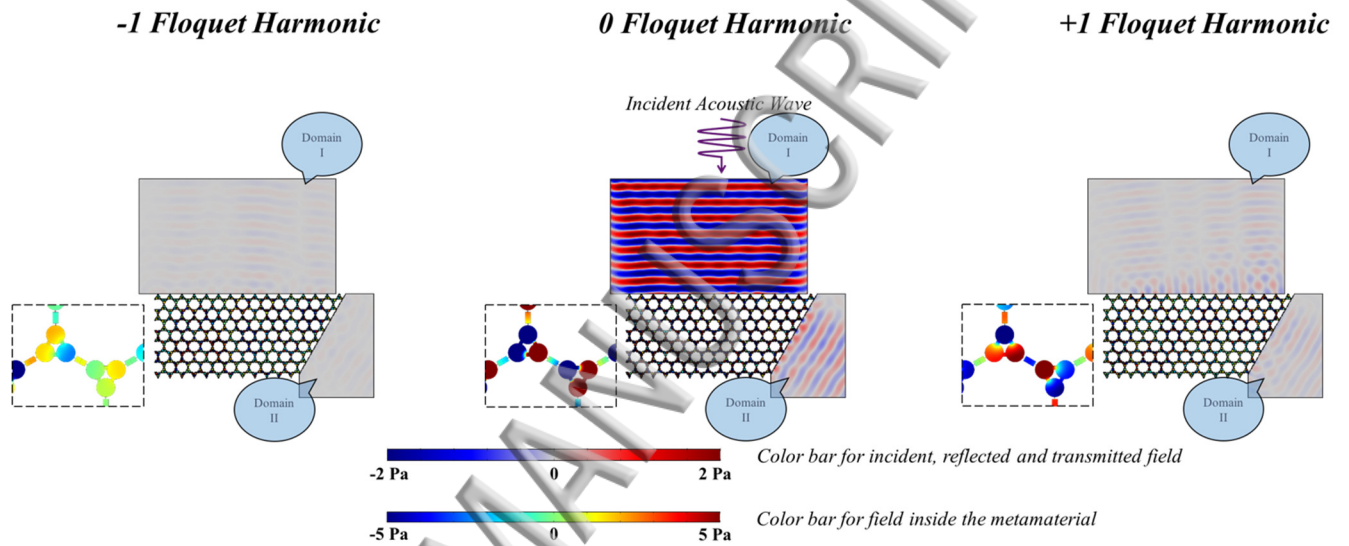 -1 Floquet Harmonic
0 Floquet Harmonic
+1 Floquet Harmonic
Incident Acoustic Wave
Domain
I
Domain
I
Domain
I
Domain
II
Domain
II
Domain
II
-2 Pa
0
2 Pa
Color bar for incident, reflected and transmitted field
-5 Pa
0
5 Pa
Color bar for field inside the metamaterial
MANUSCRI